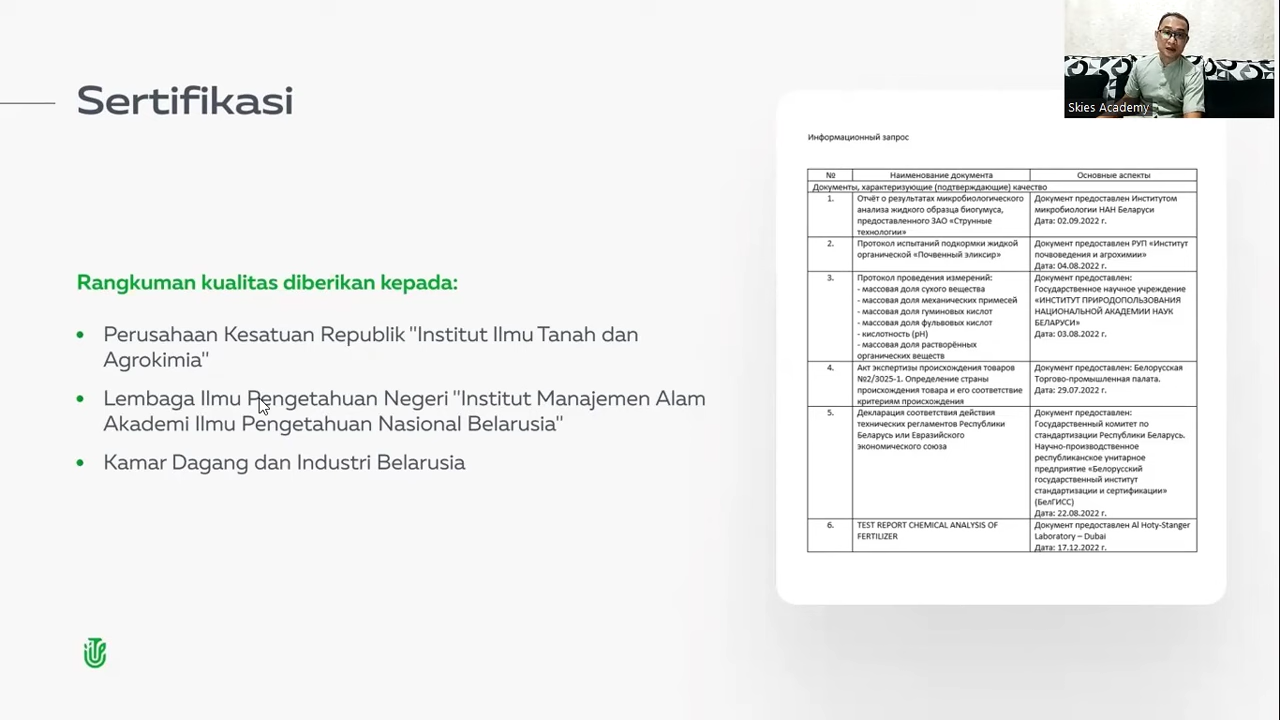 Sertifikasi
Skies Academy
Rangkuman kualitas diberikan kepada:
Perusahaan Kesatuan Republik "Institut Ilmu Tanah dan
Agrokimia"
Lembaga Ilmu Pengetahuan Negeri "Institut Manajemen Alam
Akademi Ilmu Pengetahuan Nasional Belarusia"
Kamar Dagang dan Industri Belarusia
Информационный запрос
№ Наименование документа Основные аспекты
Документы, характеризующие (подтверждающие) качество
1.
Отчёт о результатах микробиологического
анализа жидкого образца биогумуса,
предоставленного ЗАО «Струнные
технологии»
Документ предоставлен Институтом
микробиологии НАН Беларуси
Дата: 02.09.2022 г.
2.
Протокол испытаний подкормки жидкой
органической «Почвенный эликсир»
Документ предоставлен РУП «Институт
почвоведения и агрохимии»
Дата: 04.08.2022 г.
3.
Протокол проведения измерений:
- массовая доля сухого вещества
- массовая доля механических примесей
- массовая доля гуминовых кислот
- массовая доля фульвовых кислот
- кислотность (pH)
- массовая доля растворённых
органических веществ
Документ предоставлен:
Государственное научное учреждение
«ИНСТИТУТ ПРИРОДОПОЛЬЗОВАНИЯ
НАЦИОНАЛЬНОЙ АКАДЕМИИ НАУК
БЕЛАРУСИ»
Дата: 03.08.2022 г.
4.
Акт экспертизы происхождения товаров
№2/3025-1. Определение страны
происхождения товара и его соответствие
критериям происхождения
Документ предоставлен: Белорусская
Торгово-промышленная палата.
Дата: 29.07.2022 г.
5.
Декларация соответствия действия
технических регламентов Республики
Беларусь или Евразийского
экономического союза
Документ предоставлен:
Государственный комитет по
стандартизации Республики Беларусь.
Научно-производственное
республиканское унитарное
предприятие «Белорусский
государственный институт
стандартизации и сертификации»
(БелГИСС)
Дата: 22.08.2022 г.
6.
TEST REPORT CHEMICAL ANALYSIS OF
FERTILIZER
Документ предоставлен Al Hoty-Stanger
Laboratory – Dubai
Дата: 17.12.2022 г.